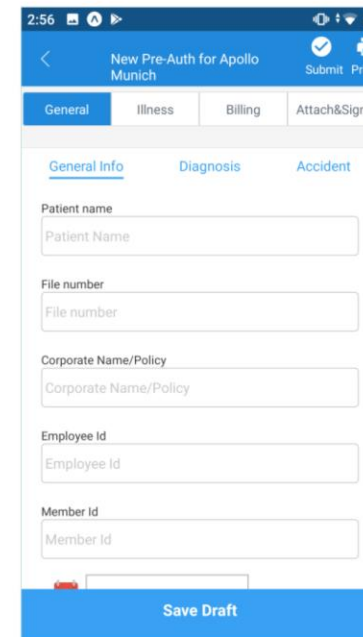 2:56
New Pre-Auth for Apollo
Munich
Submit
General Illness Billing Attach&Sign
General Info Diagnosis Accident
Patient name
Patient Name
File number
File number
Corporate Name/Policy
Corporate Name/Policy
Employee Id
Employee Id
Member Id
Member Id
Save Draft